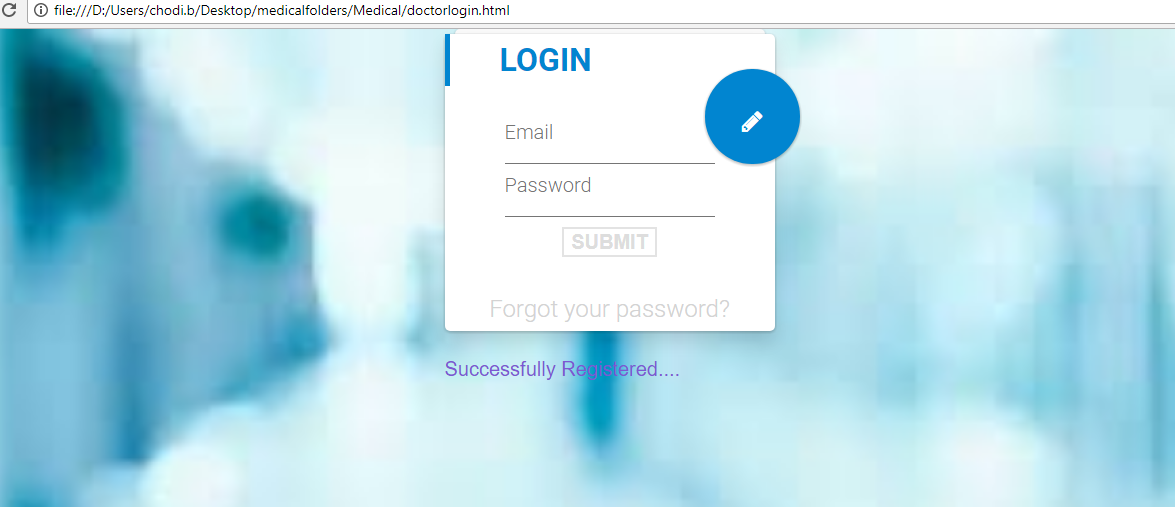 file:///D:/Users/chodi.b/Desktop/medicalfolders/Medical/doctorlogin.html
LOGIN
Email
Password
SUBMIT
Forgot your password?
Successfully Registered....